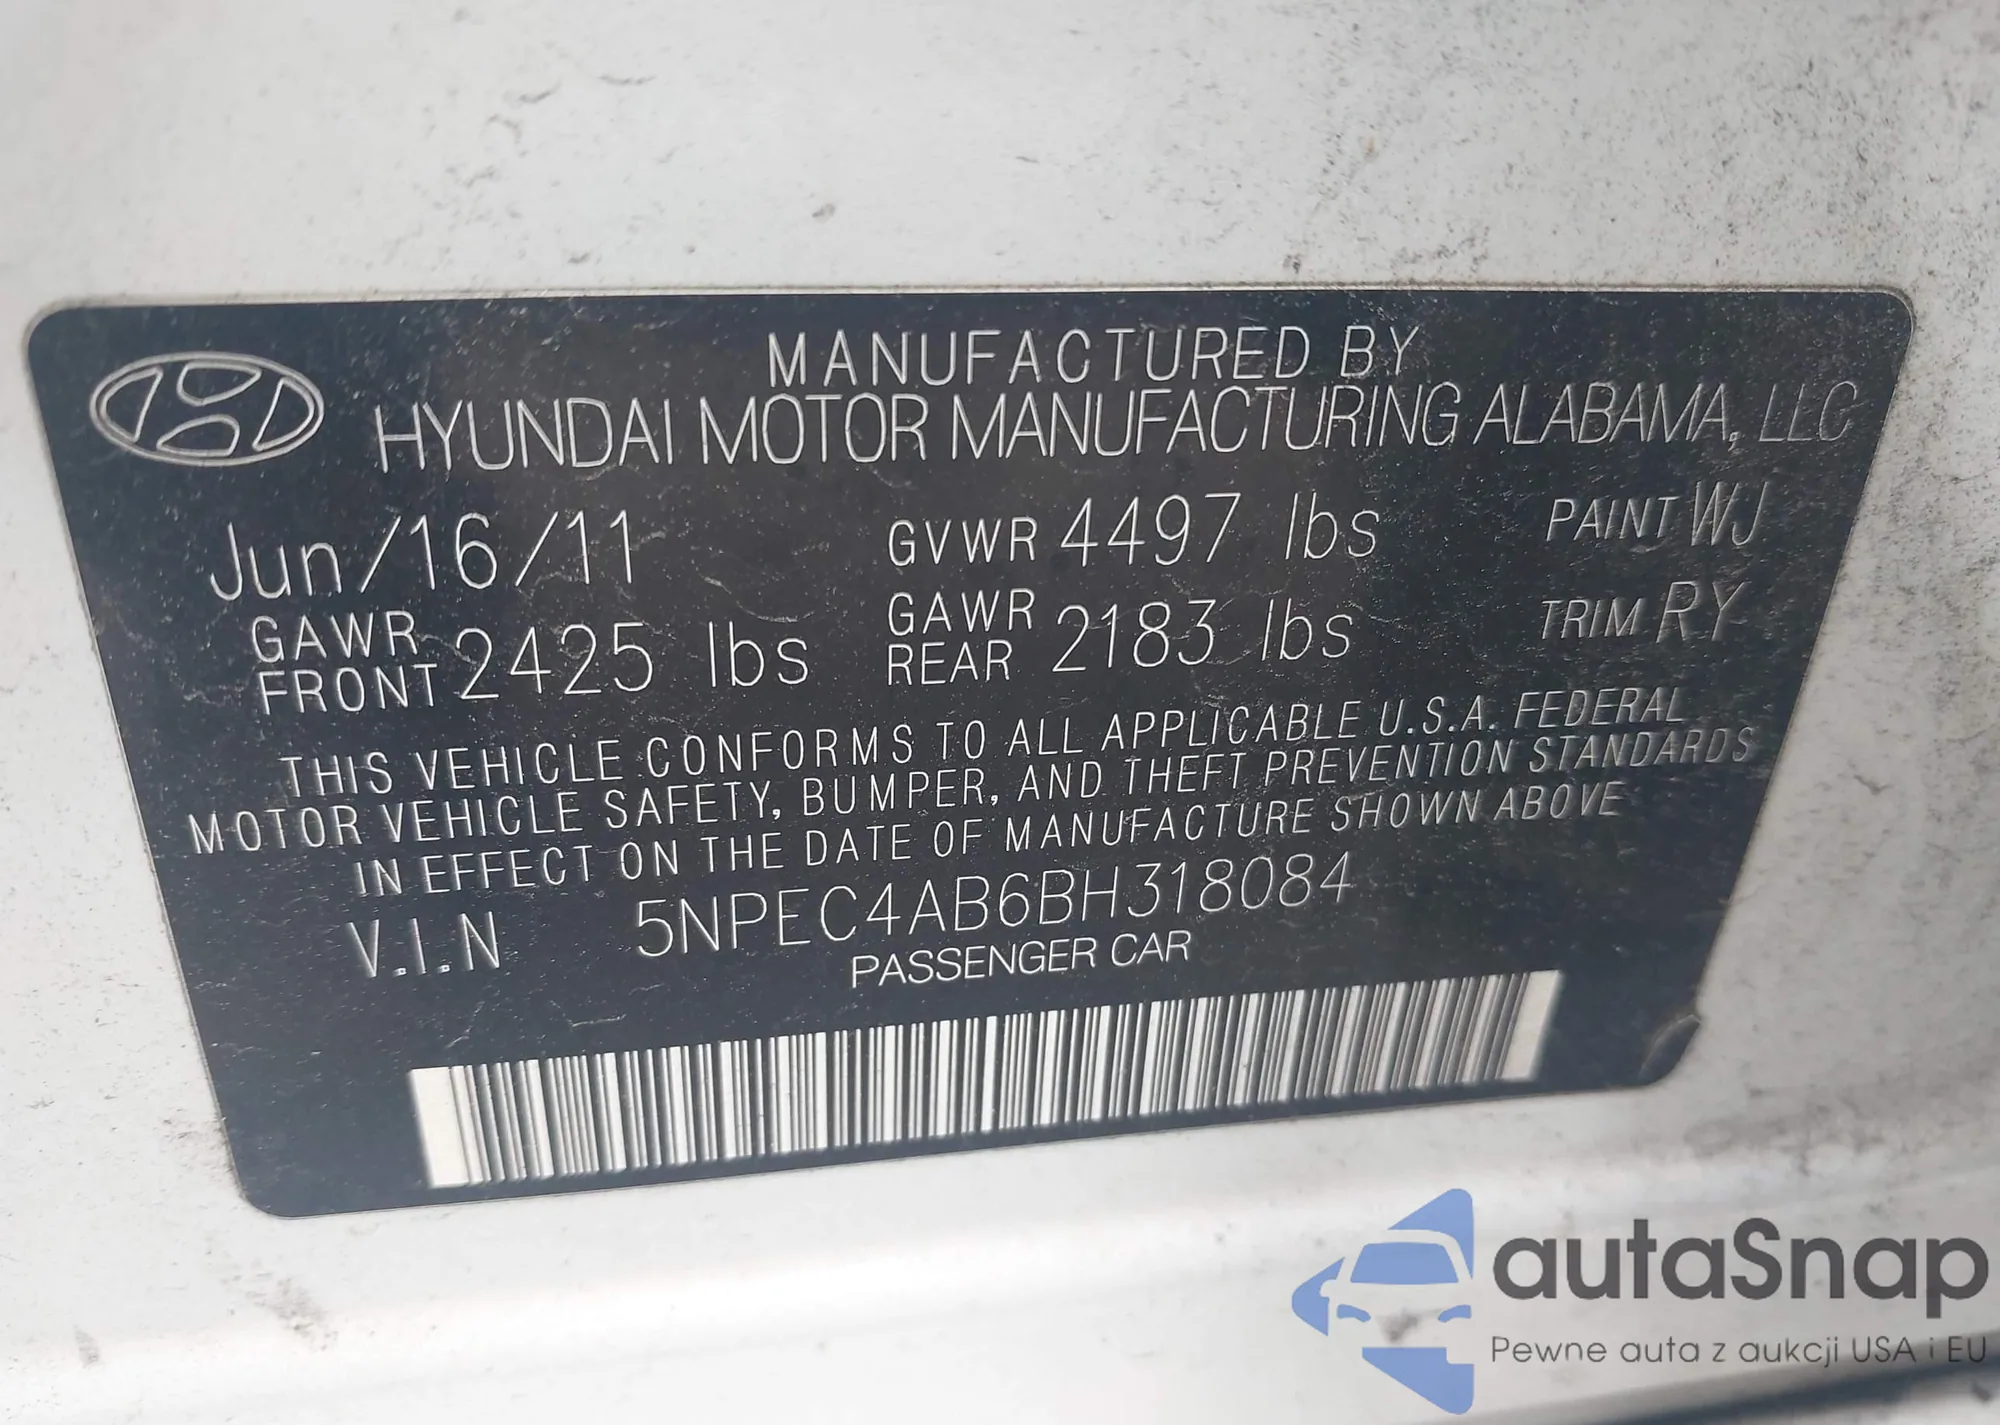 MANUFACTURED BY
HYUNDAI MOTOR MANUFACTURING ALABAMA, LLC
Jun/16/11 GVWR 4497 lbs PAINT WJ
GAWR FRONT 2425 lbs GAWR REAR 2183 lbs TRIM RY
THIS VEHICLE CONFORMS TO ALL APPLICABLE U.S.A. FEDERAL
MOTOR VEHICLE SAFETY, BUMPER, AND THEFT PREVENTION STANDARDS
IN EFFECT ON THE DATE OF MANUFACTURE SHOWN ABOVE
V.I.N 5NPEC4AB6BH318084
PASSENGER CAR
autaSnap
Pewne auta z aukcji USA i EU